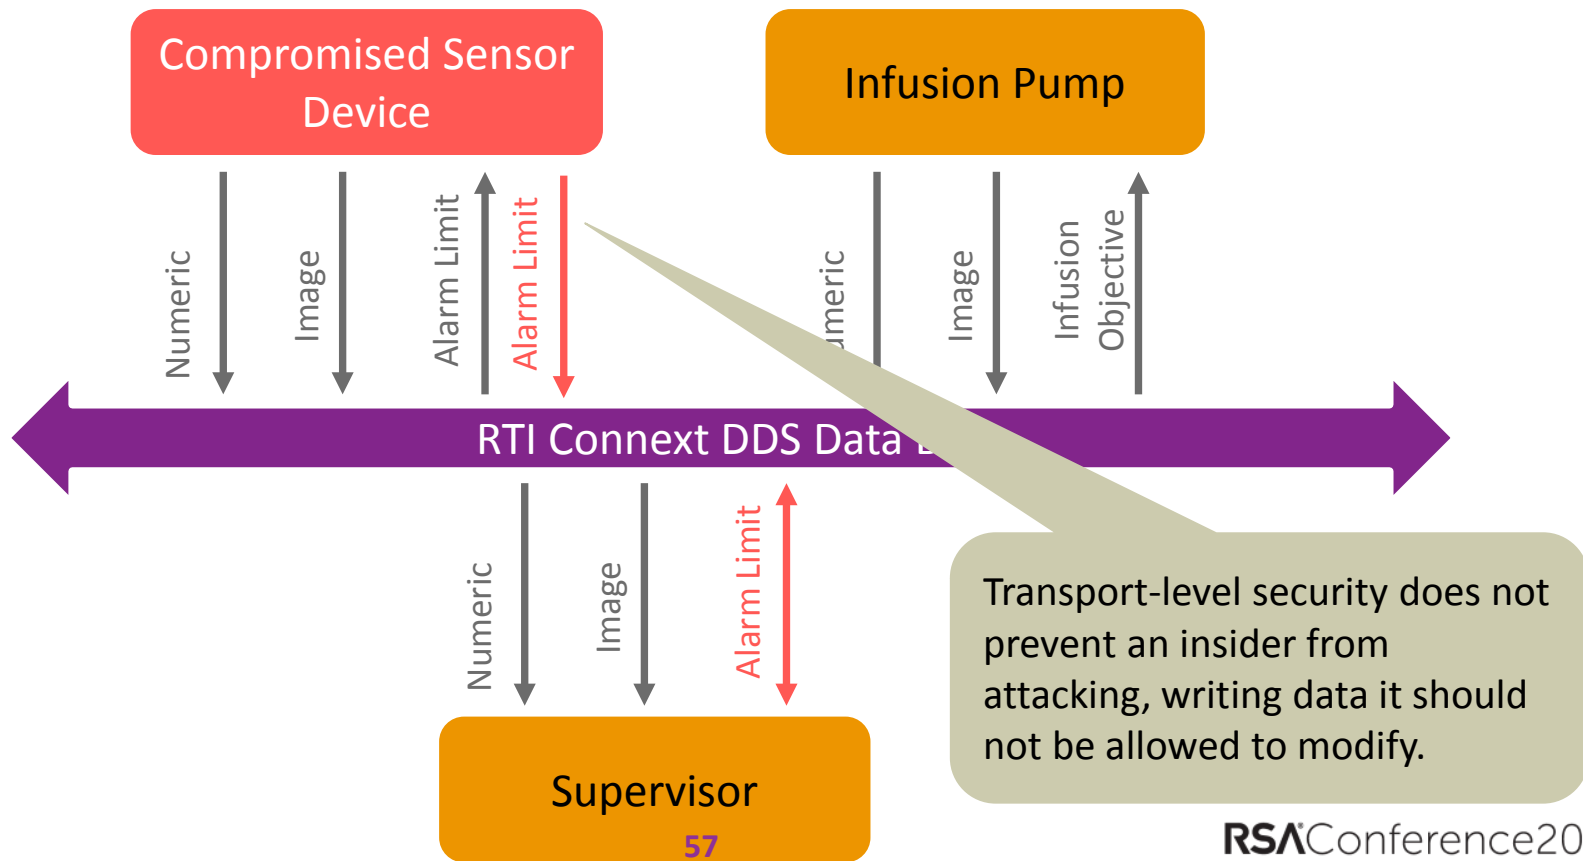 Compromised Sensor
Device
Infusion Pump
Numeric
Image
Alarm Limit
Alarm Limit
Image
Infusion
Objective
RTI Connext DDS Data
Numeric
Image
Alarm Limit
Transport-level security does not
prevent an insider from
attacking, writing data it should
not be allowed to modify.
Supervisor
57
RSA Conference20